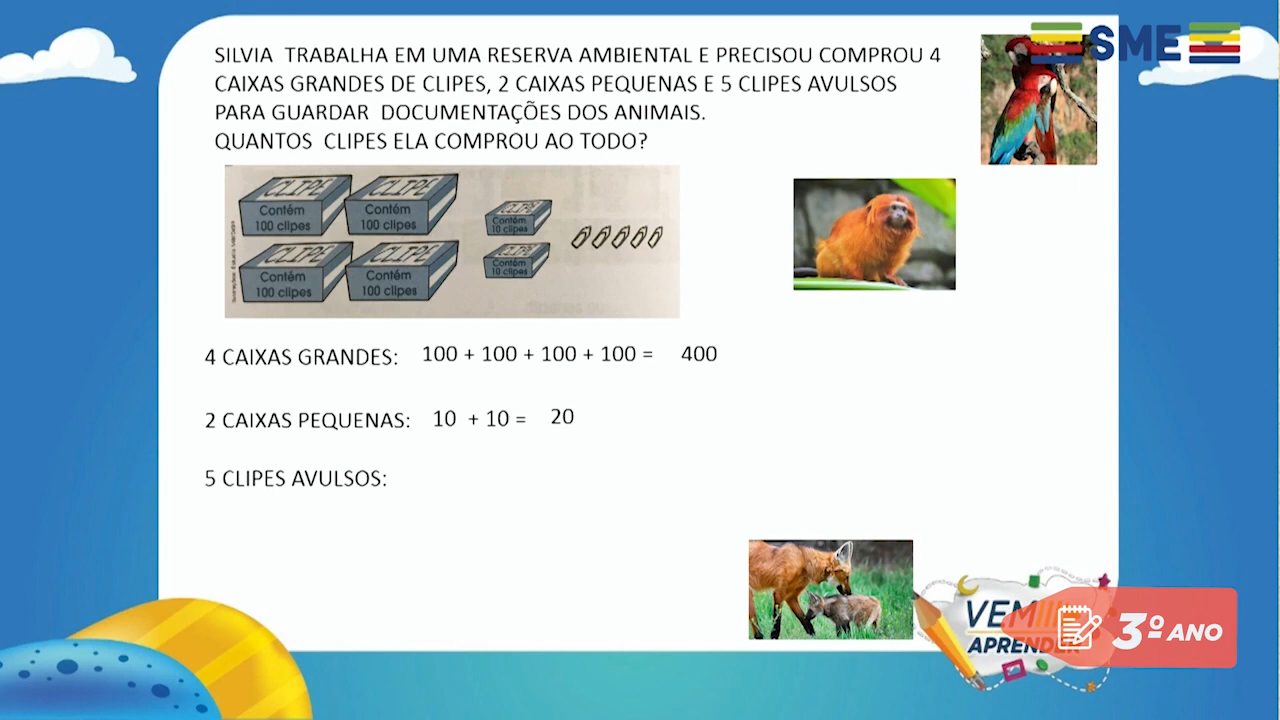 SILVIA TRABALHA EM UMA RESERVA AMBIENTAL E PRECISOU COMPROU 4
CAIXAS GRANDES DE CLIPES, 2 CAIXAS PEQUENAS E 5 CLIPES AVULSOS
PARA GUARDAR DOCUMENTAÇÕES DOS ANIMAIS.
QUANTOS CLIPES ELA COMPROU AO TODO?
SME
CLIPE
Contém
100 clipes
CLIPE
Contém
100 clipes
CLIPE
Contém
10 clipes
CLIPE
Contém
100 clipes
CLIPE
Contém
100 clipes
CLIPE
Contém
10 clipes
4 CAIXAS GRANDES: 100 + 100 + 100 + 100 = 400
2 CAIXAS PEQUENAS: 10 + 10 = 20
5 CLIPES AVULSOS:
VEM
APRENDER
3º ANO